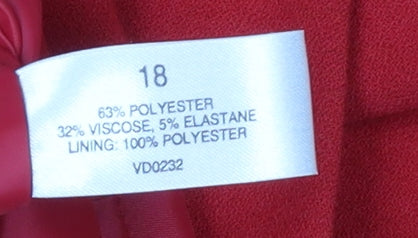 18
63% POLYESTER
32% VISCOSE, 5% ELASTANE
LINING: 100% POLYESTER
VD0232